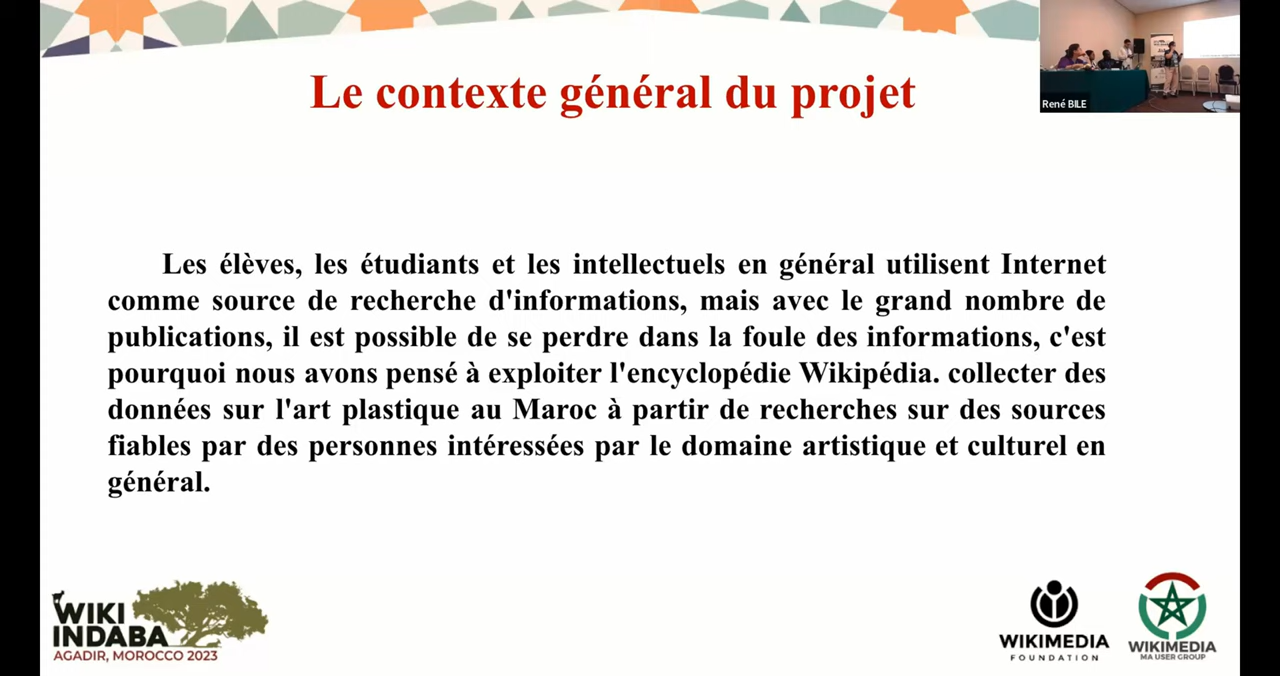 Le contexte général du projet
René BILE
Les élèves, les étudiants et les intellectuels en général utilisent Internet
comme source de recherche d'informations, mais avec le grand nombre de
publications, il est possible de se perdre dans la foule des informations, c'est
pourquoi nous avons pensé à exploiter l'encyclopédie Wikipédia. collecter des
données sur l'art plastique au Maroc à partir de recherches sur des sources
fiables par des personnes intéressées par le domaine artistique et culturel en
général.
WIKI
INDABA
AGADIR, MOROCCO 2023
WIKIMEDIA
FOUNDATION
WIKIMEDIA
MA USER GROUP